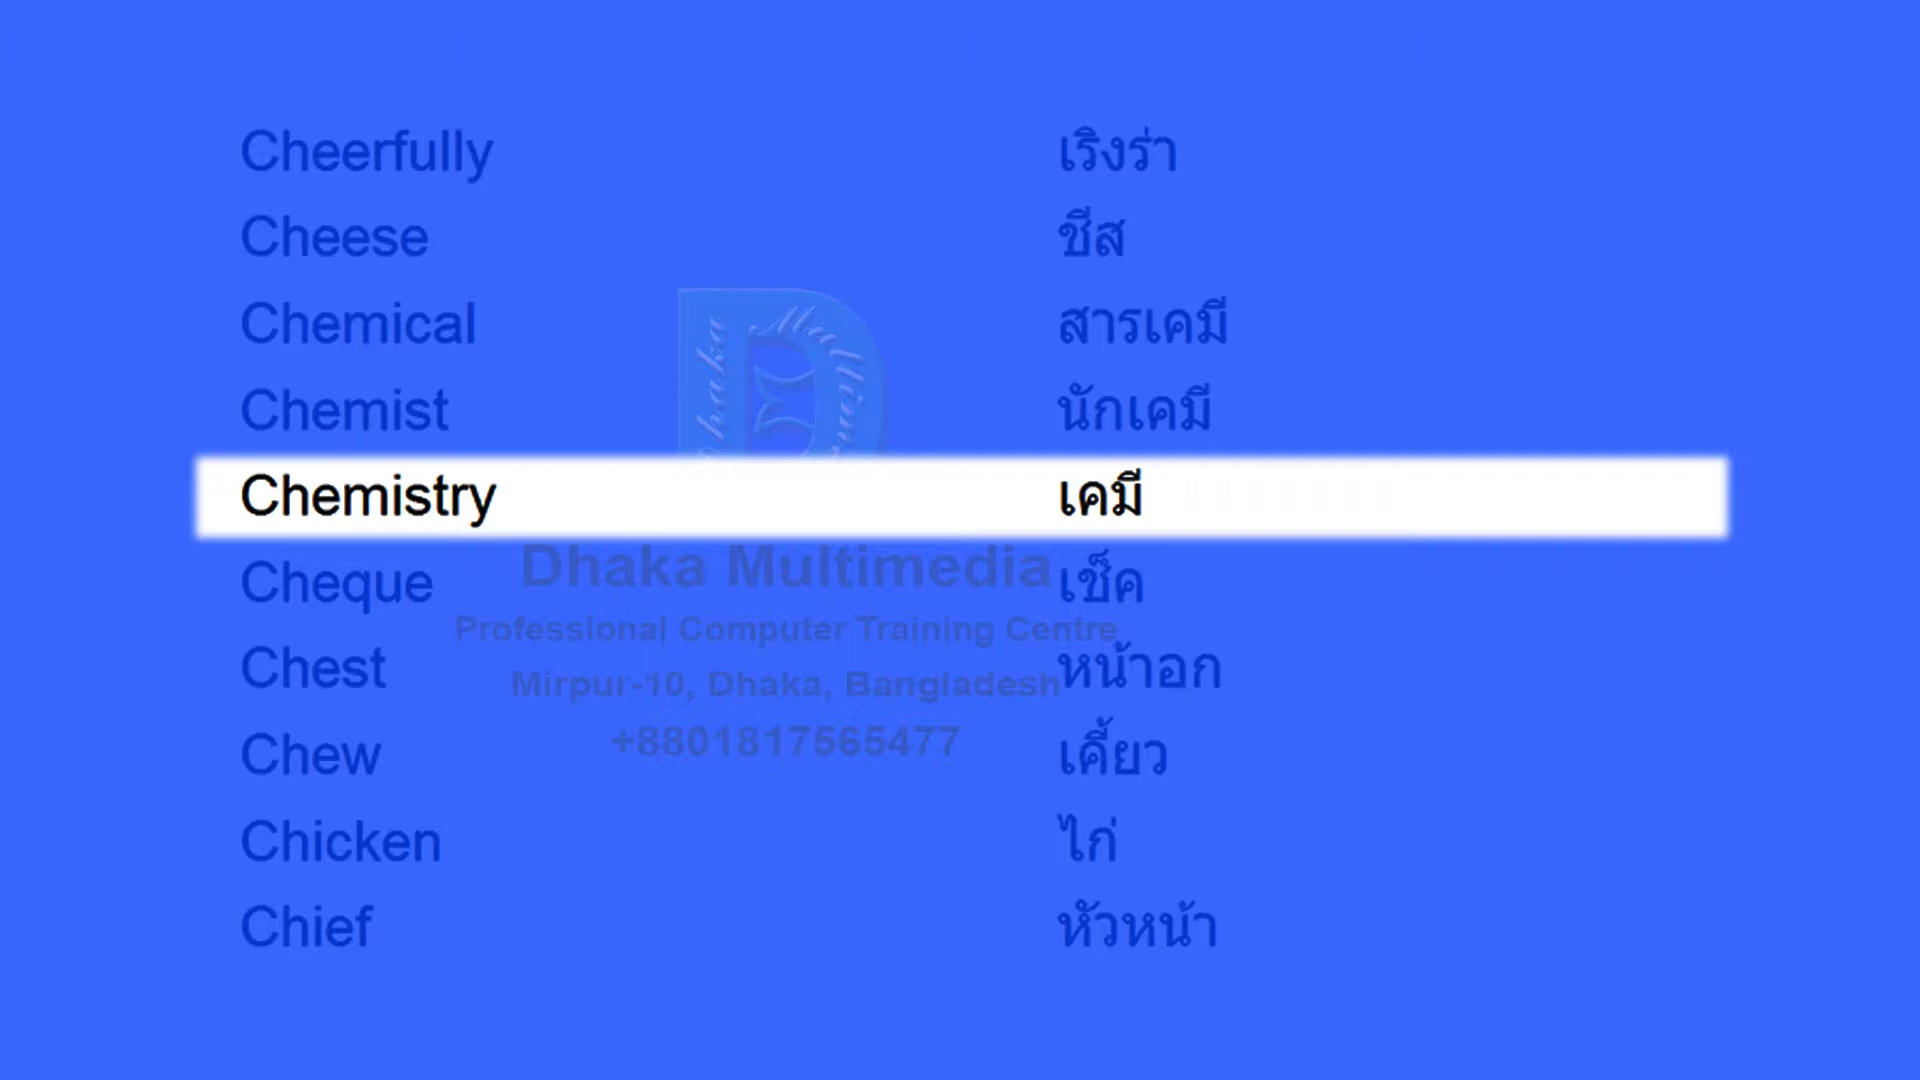 Cheerfully เริงร่า
Cheese ชีส
Chemical สารเคมี
Chemist นักเคมี
Chemistry เคมี
Dhaka Multimedia
Cheque เช็ค
Professional Computer Training Centre
Chest หน้าอก
Mirpur-10, Dhaka, Bangladesh
+8801817565477
Chew เคี้ยว
Chicken ไก่
Chief หัวหน้า